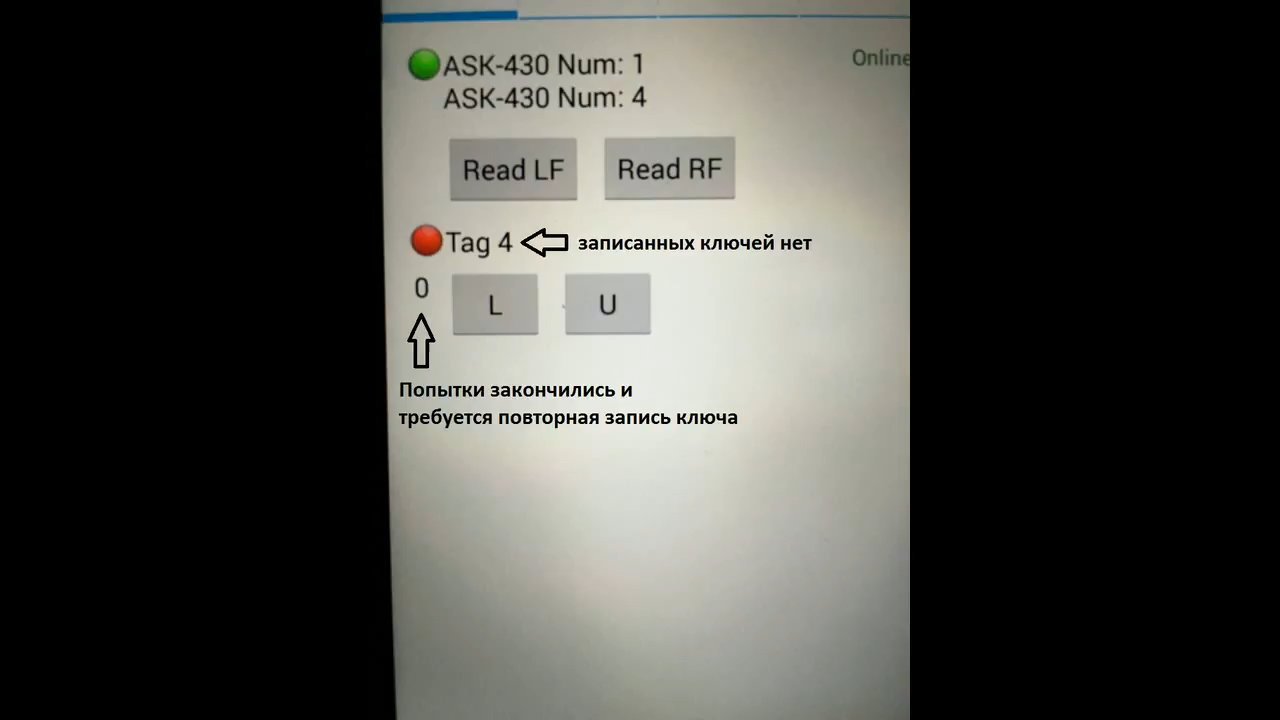 ASK-430 Num: 1
Online
ASK-430 Num: 4
Read LF
Read RF
Tag 4
записанных ключей нет
0
L
U
Попытки закончились и
требуется повторная запись ключа